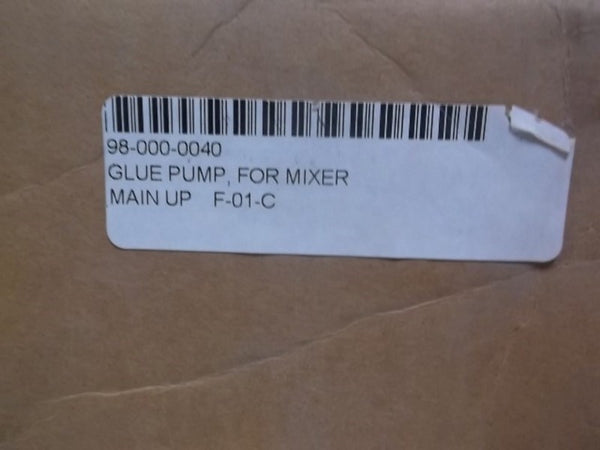 98-000-0040
GLUE PUMP, FOR MIXER
MAIN UP F-01-C